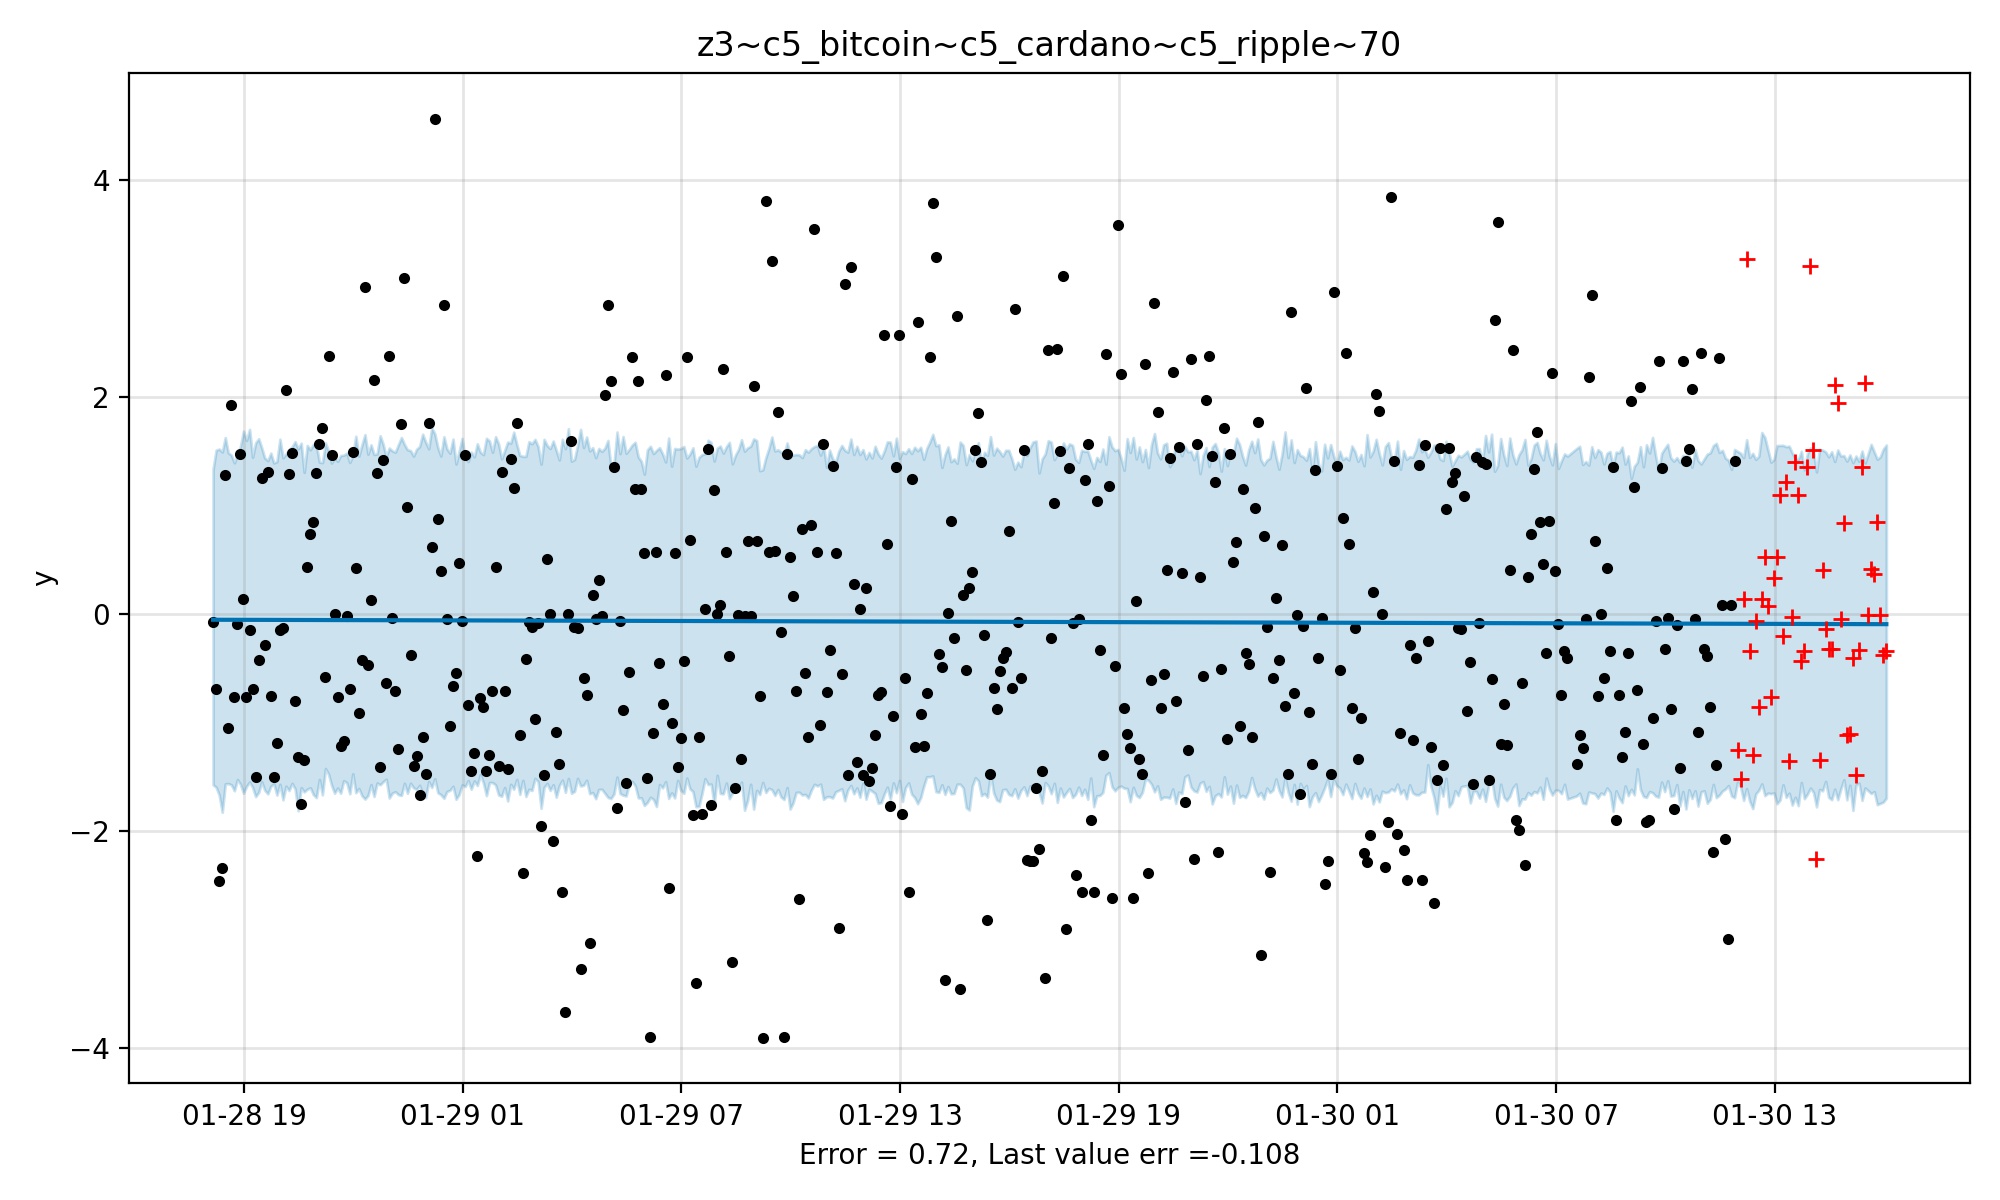 z3~c5_bitcoin~c5_cardano~c5_ripple~70
y
4
2
0
−2
−4
01-28 19 01-29 01 01-29 07 01-29 13 01-29 19 01-30 01 01-30 07 01-30 13
Error = 0.72, Last value err =-0.108